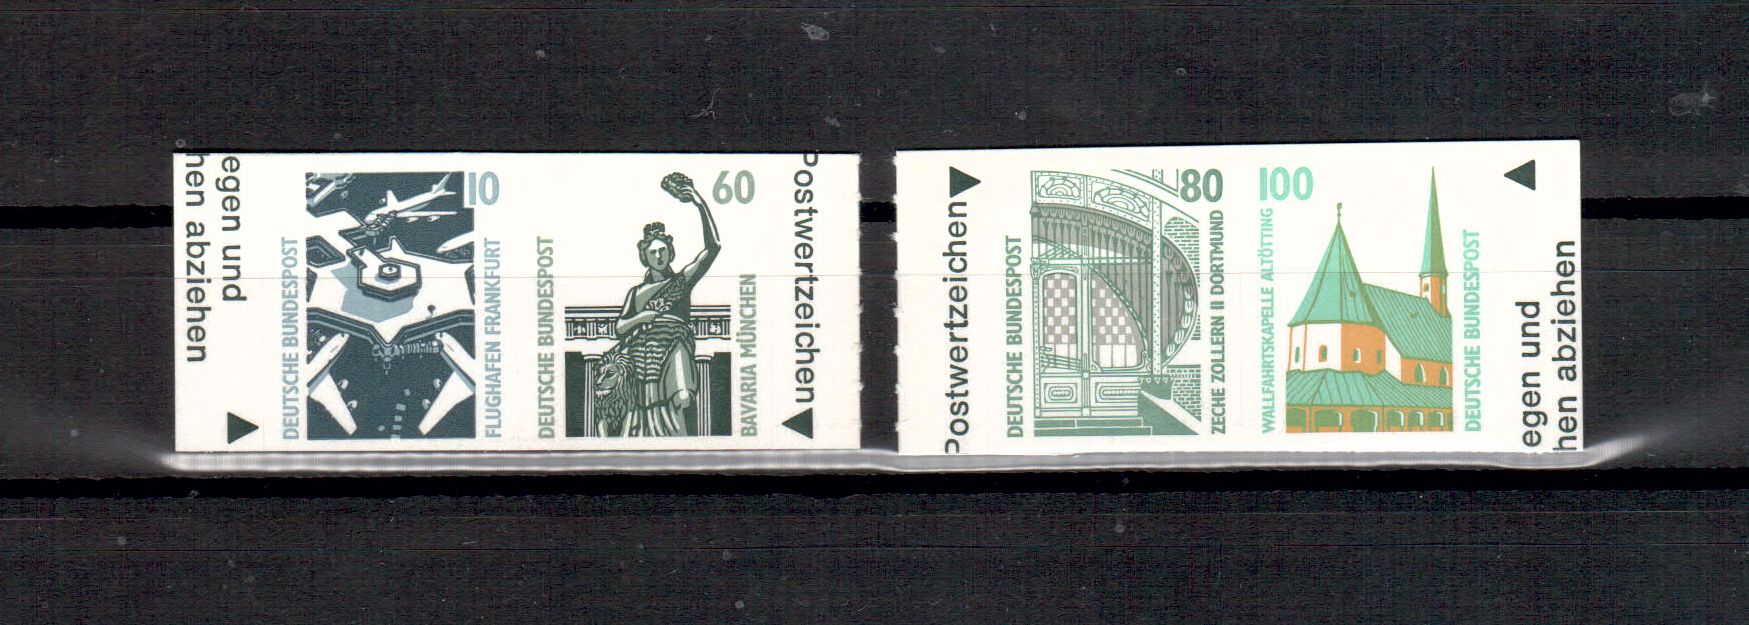 egen und
hen abziehen
DEUTSCHE BUNDESPOST
10
FLUGHAFEN FRANKFURT
DEUTSCHE BUNDESPOST
60
BAVARIA MÜNCHEN
Postwertzeichen
Postwertzeichen
DEUTSCHE BUNDESPOST
80
ZECHE ZOLLERN II DORTMUND
100
WALLFAHRTSKAPELLE ALTÖTTING
DEUTSCHE BUNDESPOST
egen und
hen abziehen